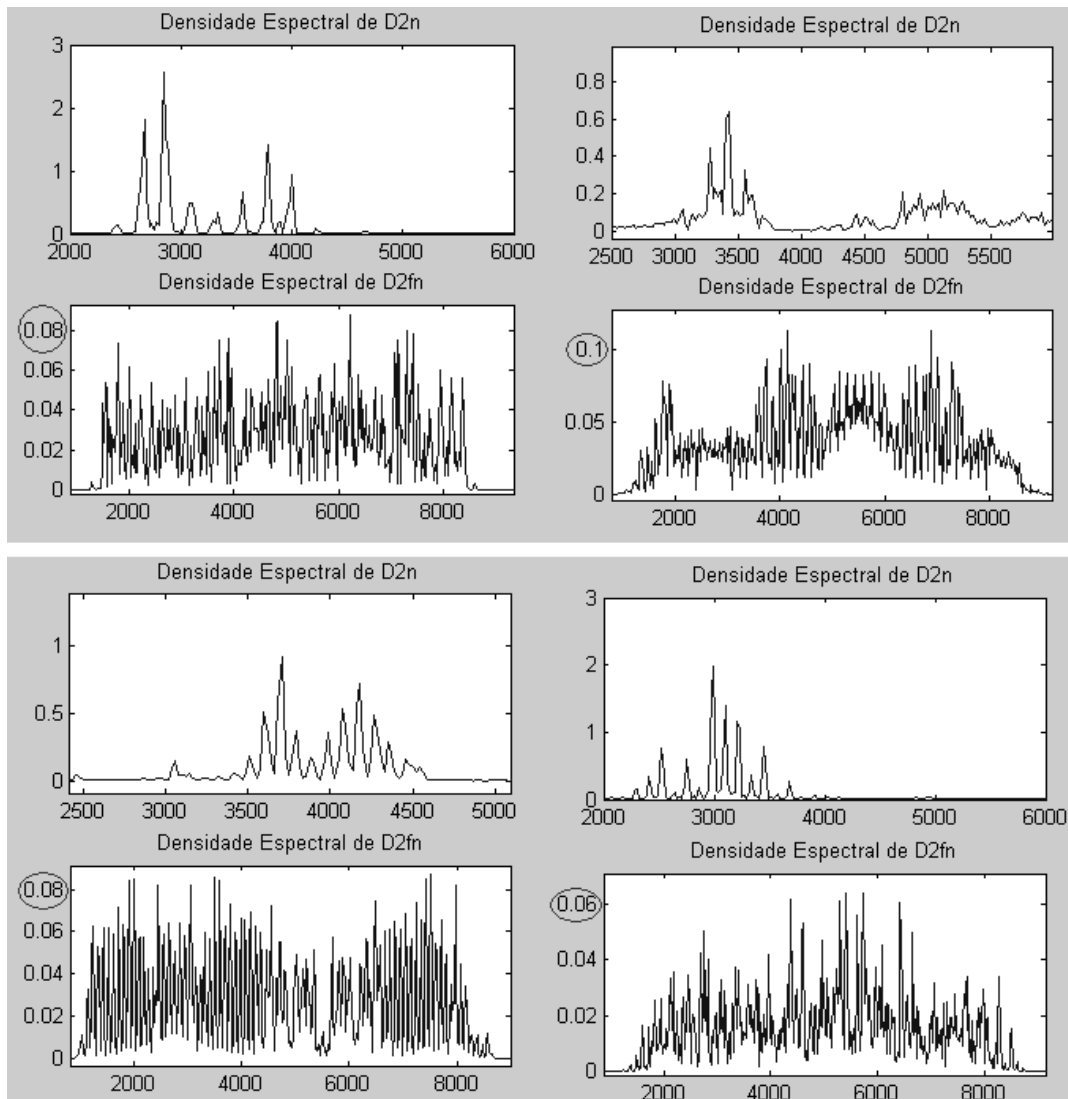 Densidade Espectral de D2n
3
2
1
0
2000 3000 4000 5000 6000
Densidade Espectral de D2n
0.8
0.6
0.4
0.2
0
2500 3000 3500 4000 4500 5000 5500
Densidade Espectral de D2fn
0.08
0.06
0.04
0.02
0
2000 4000 6000 8000
Densidade Espectral de D2fn
0.1
0.05
0
2000 4000 6000 8000
Densidade Espectral de D2n
1
0.5
0
2500 3000 3500 4000 4500 5000
Densidade Espectral de D2n
3
2
1
0
2000 3000 4000 5000 6000
Densidade Espectral de D2fn
0.08
0.06
0.04
0.02
0
2000 4000 6000 8000
Densidade Espectral de D2fn
0.06
0.04
0.02
0
2000 4000 6000 8000